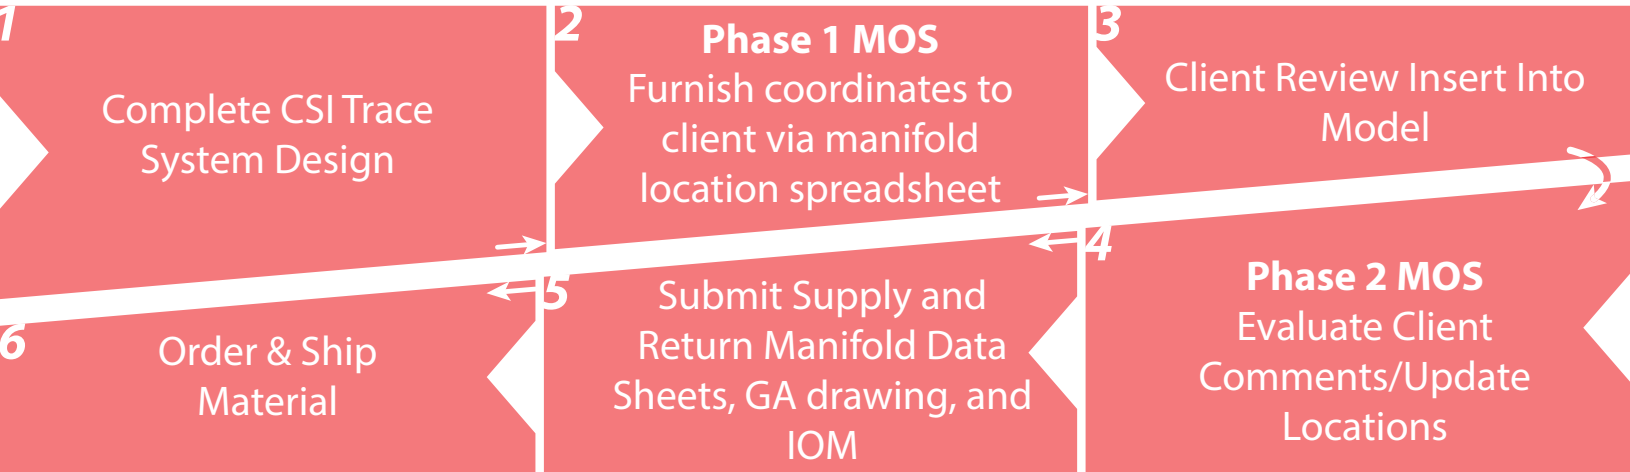 1
Complete CSI Trace
System Design
2
Phase 1 MOS
Furnish coordinates to
client via manifold
location spreadsheet
3
Client Review Insert Into
Model
4
Phase 2 MOS
Evaluate Client
Comments/Update
Locations
5
Submit Supply and
Return Manifold Data
Sheets, GA drawing, and
IOM
6
Order & Ship
Material